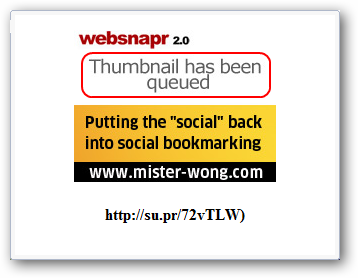 websnapr 2.0
Thumbnail has been
queued
Putting the "social" back
into social bookmarking
www.mister-wong.com
http://su.pr/72vTLW)